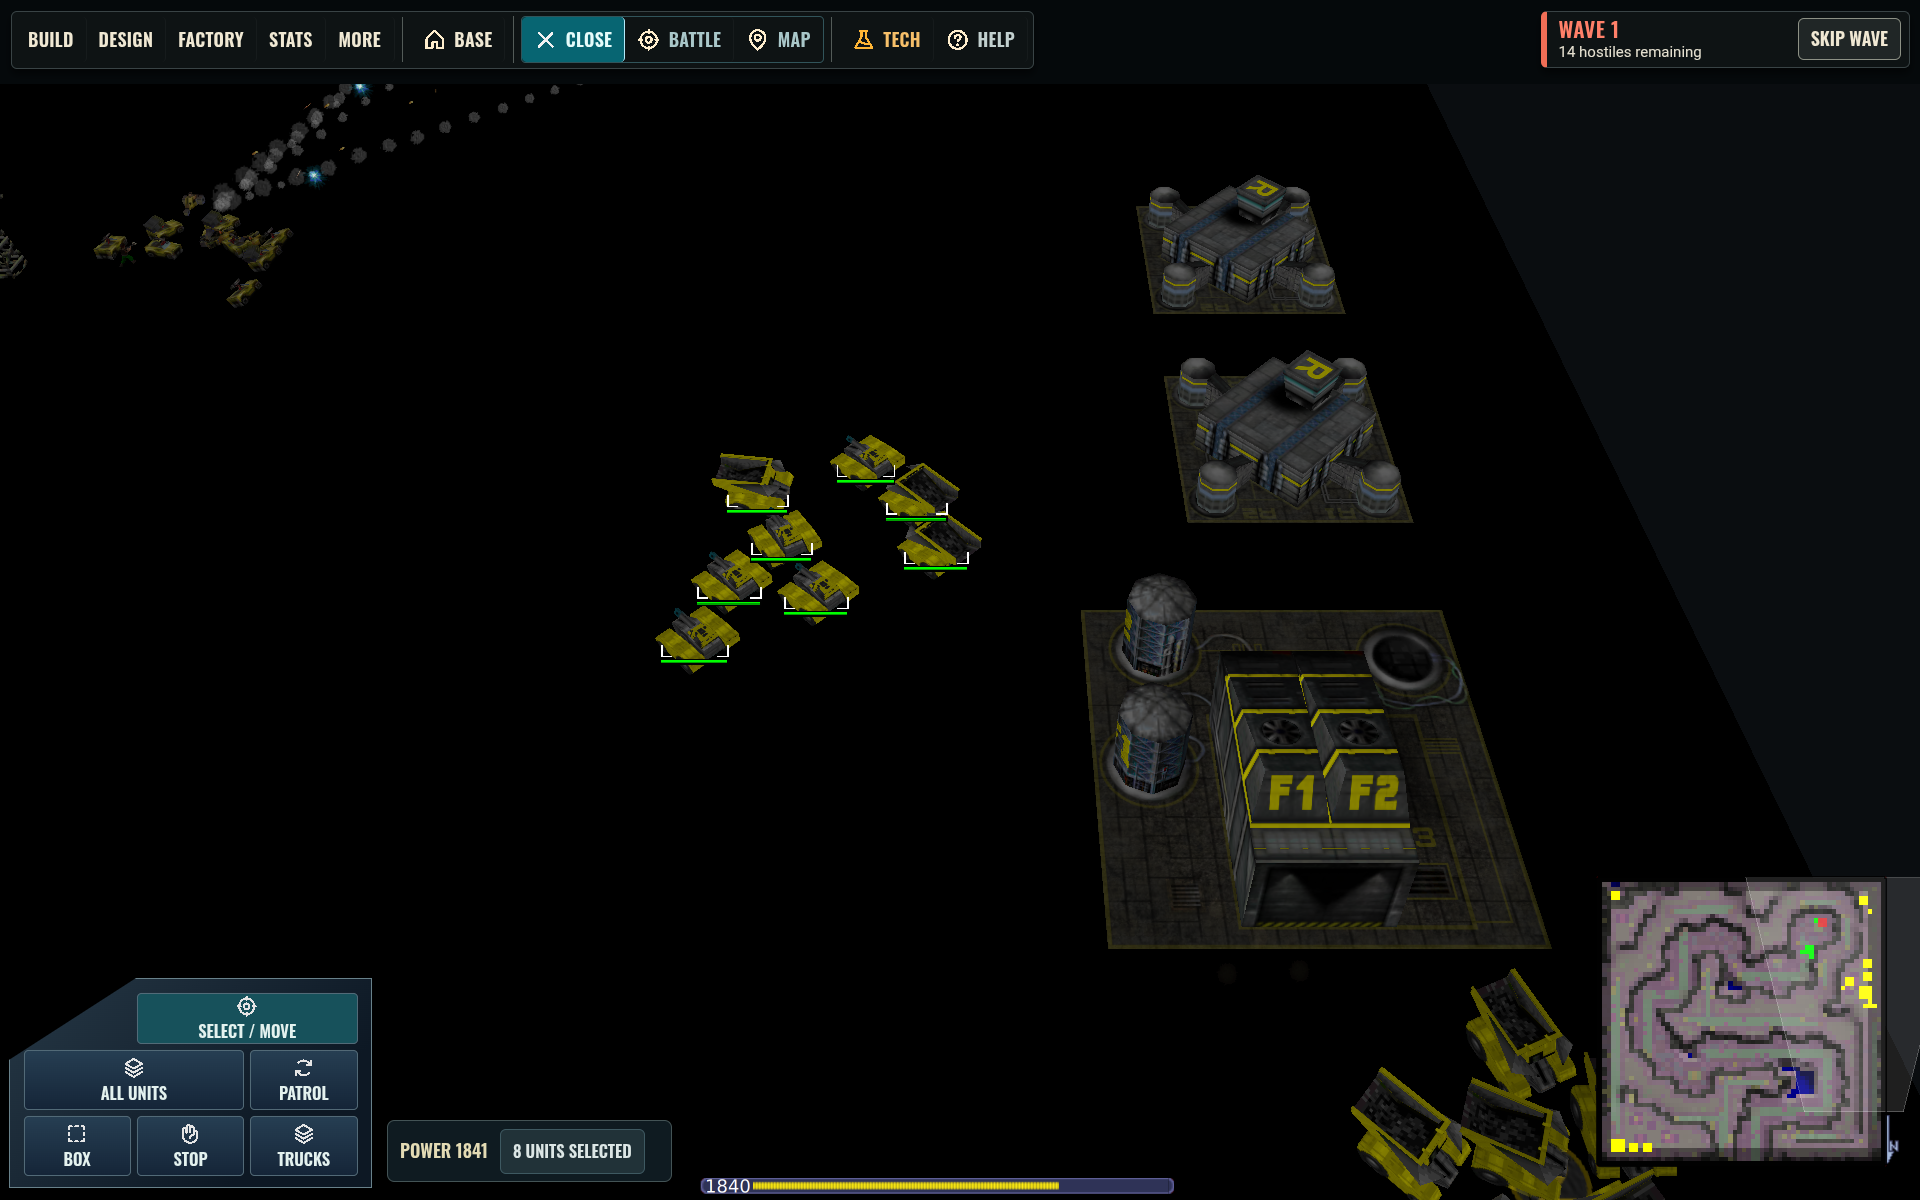 BUILD DESIGN FACTORY STATS MORE BASE CLOSE BATTLE MAP TECH HELP
WAVE 1
14 hostiles remaining
SKIP WAVE
R
R
F1 F2
3
SELECT / MOVE
ALL UNITS PATROL
BOX STOP TRUCKS
POWER 1841 8 UNITS SELECTED
1840
N